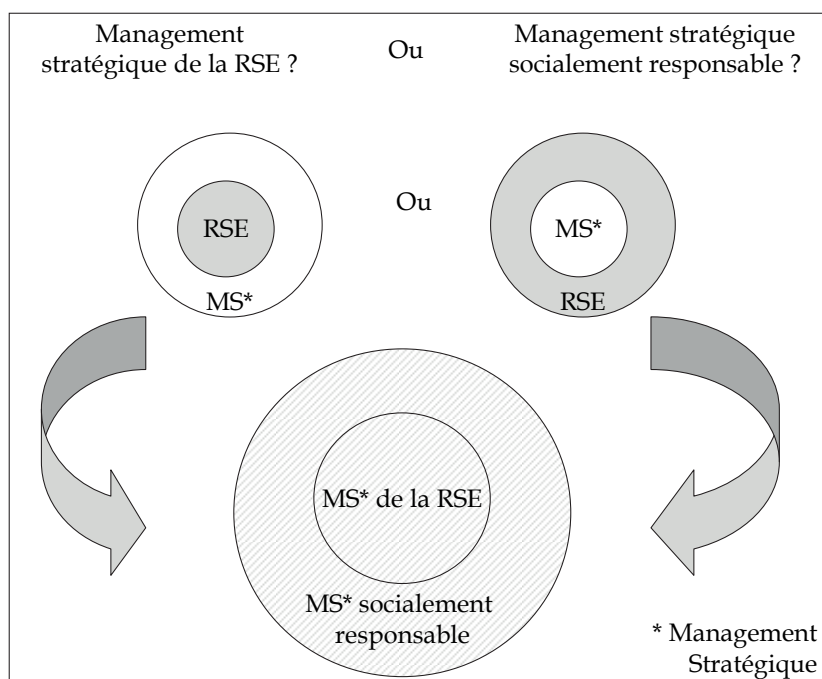 Management
stratégique de la RSE ?
Ou
Management stratégique
socialement responsable ?
RSE
MS*
Ou
MS*
RSE
MS* de la RSE
MS* socialement
responsable
* Management
Stratégique